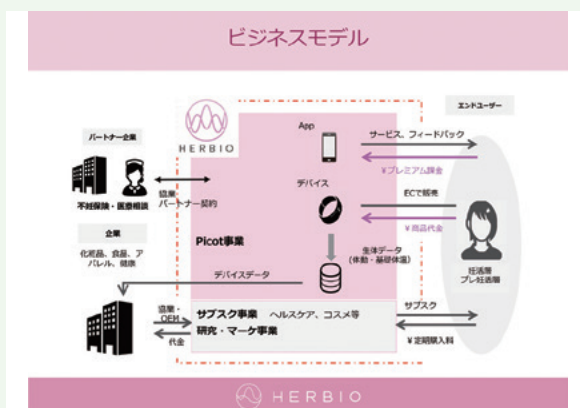 ビジネスモデル
エンドユーザー
HERBIO
App
サービス、フィードバック
¥プレミアム課金
パートナー企業
不妊保険・医療相談
協業・
パートナー契約
デバイス
ECで販売
¥商品代金
企業
化粧品、食品、ア
パレル、健康
Picot事業
生体データ
(体動・基礎体温)
妊活層
プレ妊活層
デバイスデータ
協業・
OEM
代金
サブスク事業 ヘルスケア、コスメ等
研究・マーケ事業
サブスク
¥定期購入料
HERBIO